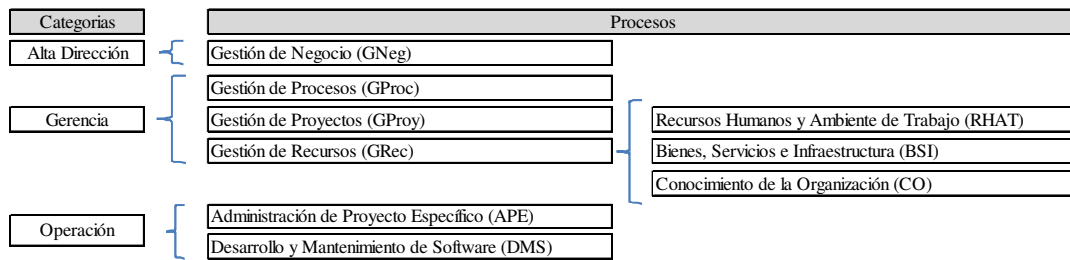 Categorias
Procesos
Alta Dirección
Gestión de Negocio (GNeg)
Gerencia
Gestión de Procesos (GProc)
Gestión de Proyectos (GProy)
Gestión de Recursos (GRec)
Recursos Humanos y Ambiente de Trabajo (RHAT)
Bienes, Servicios e Infraestructura (BSI)
Conocimiento de la Organización (CO)
Operación
Administración de Proyecto Específico (APE)
Desarrollo y Mantenimiento de Software (DMS)